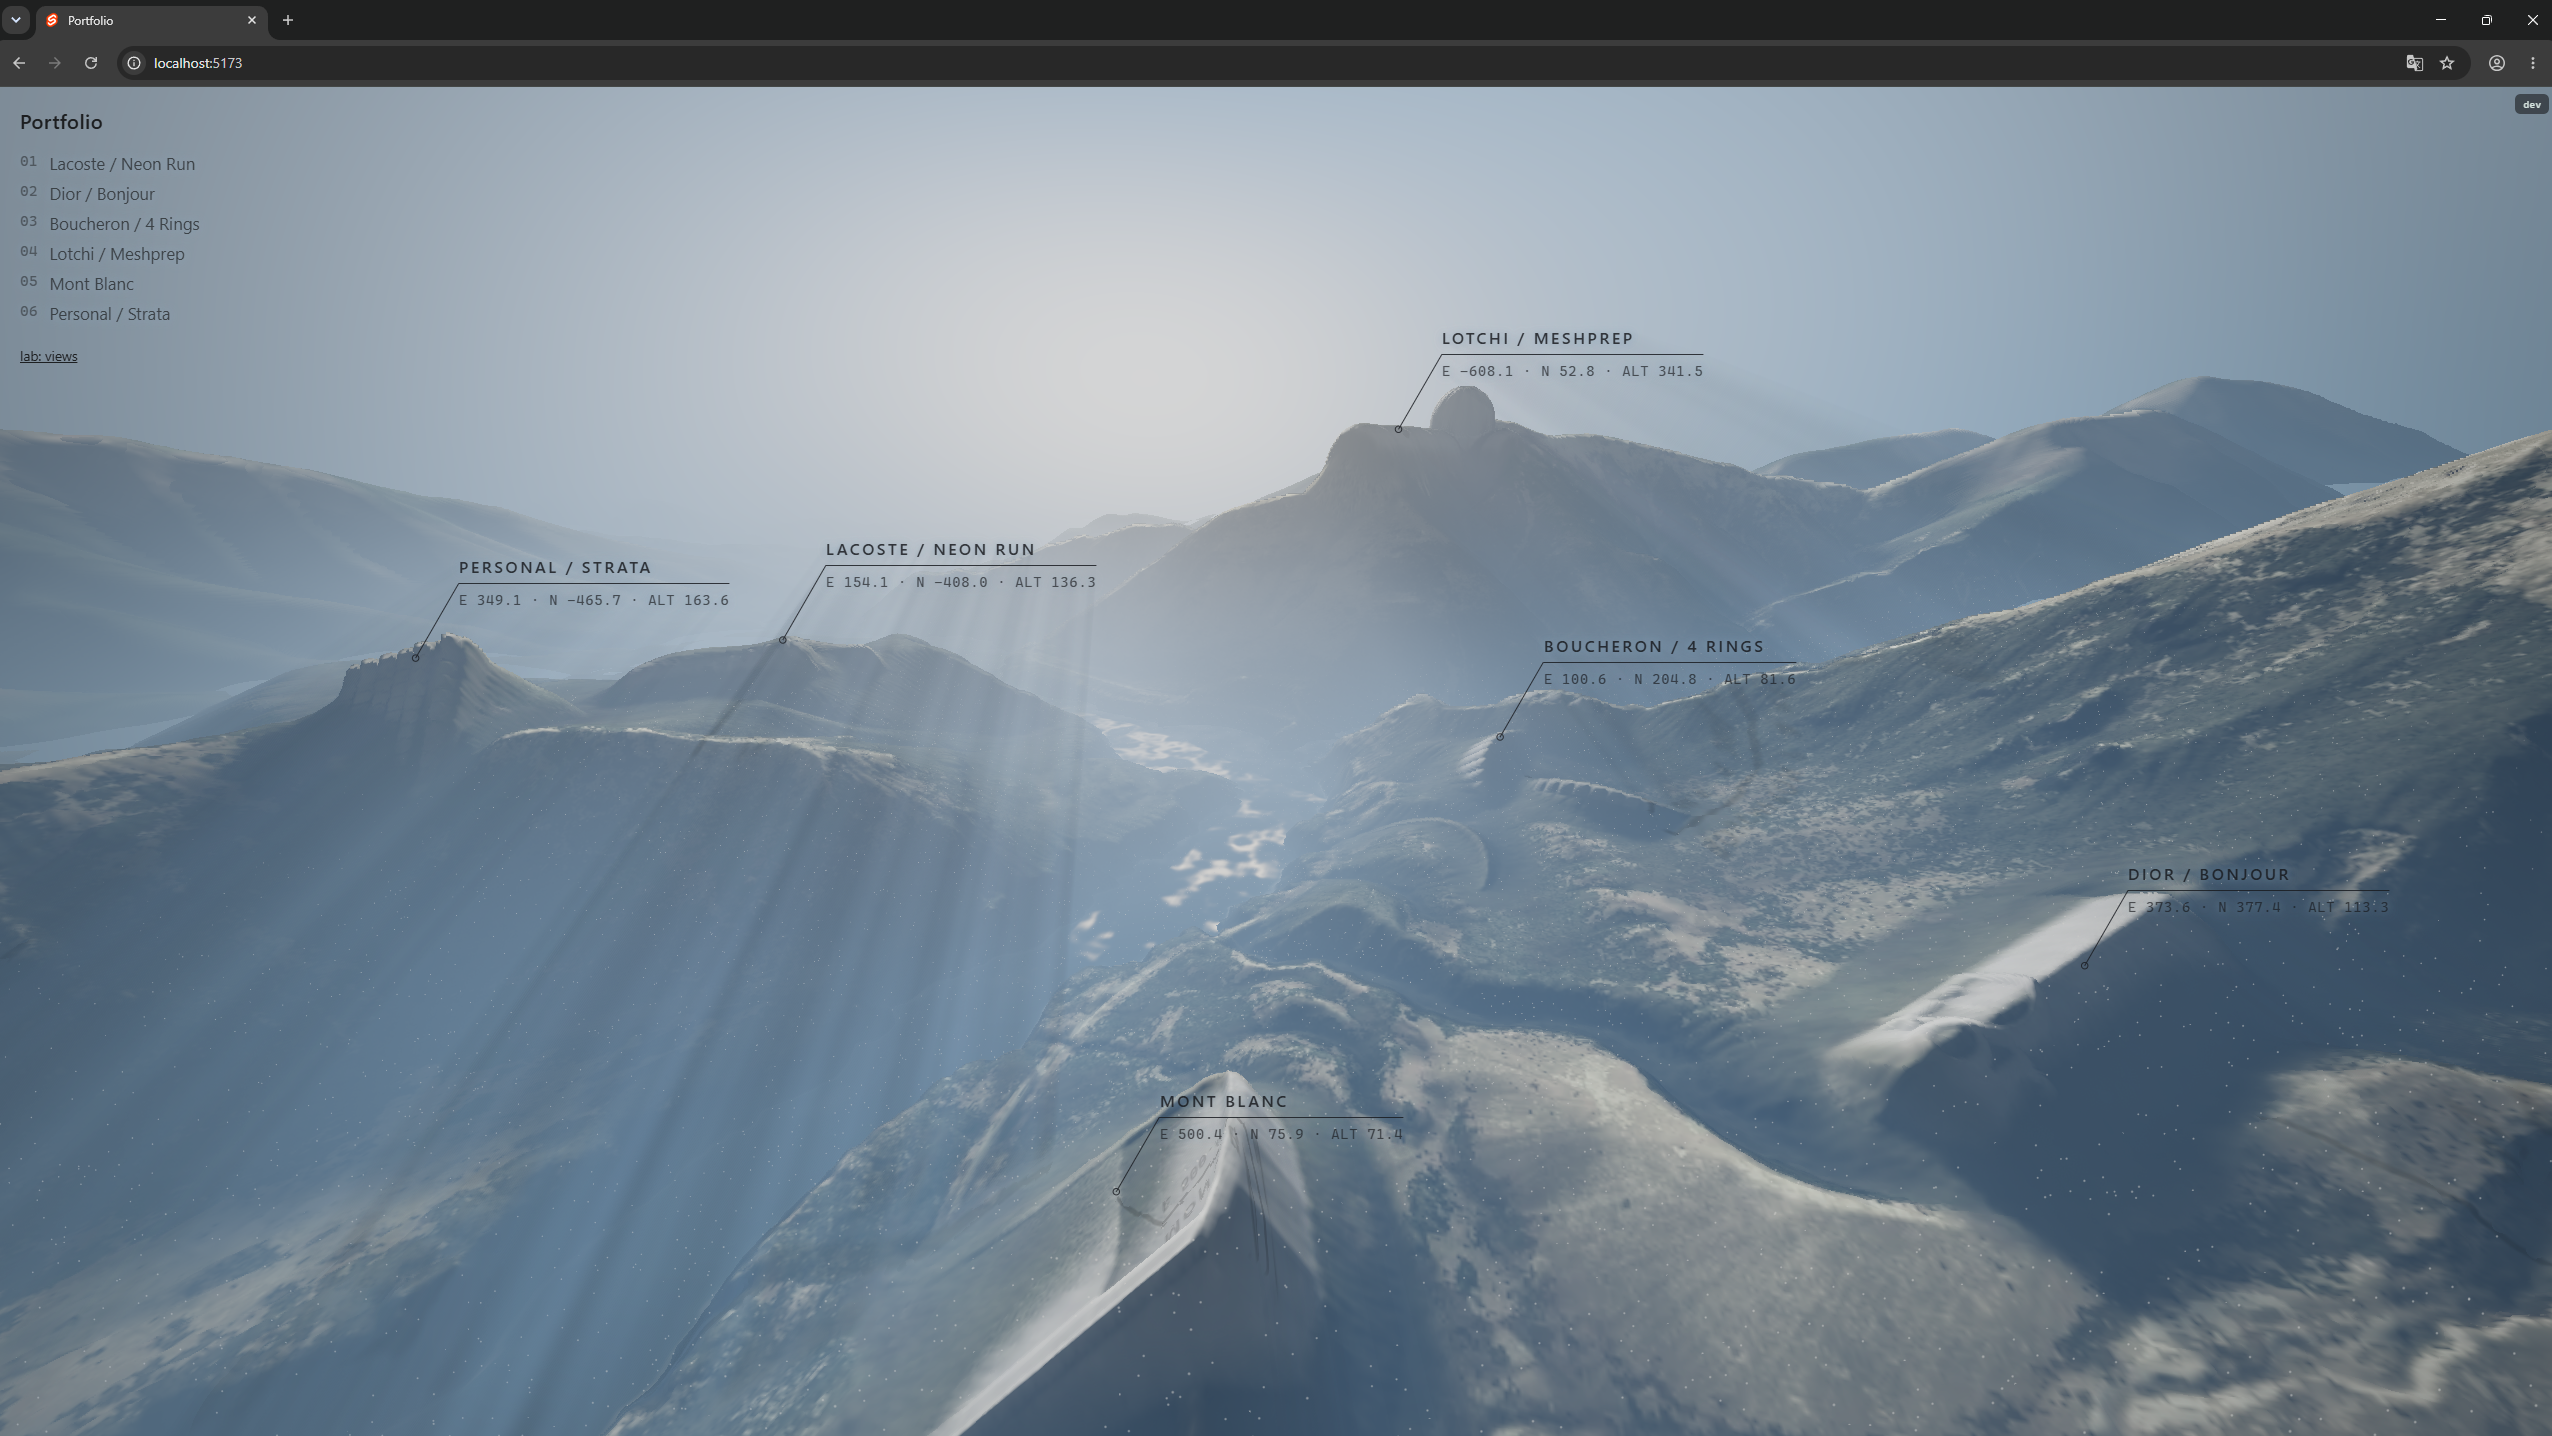 Portfolio
localhost:5173
dev
Portfolio
01 Lacoste / Neon Run
02 Dior / Bonjour
03 Boucheron / 4 Rings
04 Lotchi / Meshprep
05 Mont Blanc
06 Personal / Strata
lab: views
LOTCHI / MESHPREP
E −608.1 · N 52.8 · ALT 341.5
LACOSTE / NEON RUN
E 154.1 · N −408.0 · ALT 136.3
PERSONAL / STRATA
E 349.1 · N −465.7 · ALT 163.6
BOUCHERON / 4 RINGS
E 100.6 · N 204.8 · ALT 81.6
DIOR / BONJOUR
E 373.6 · N 377.4 · ALT 113.3
MONT BLANC
E 500.4 · N 75.9 · ALT 71.4